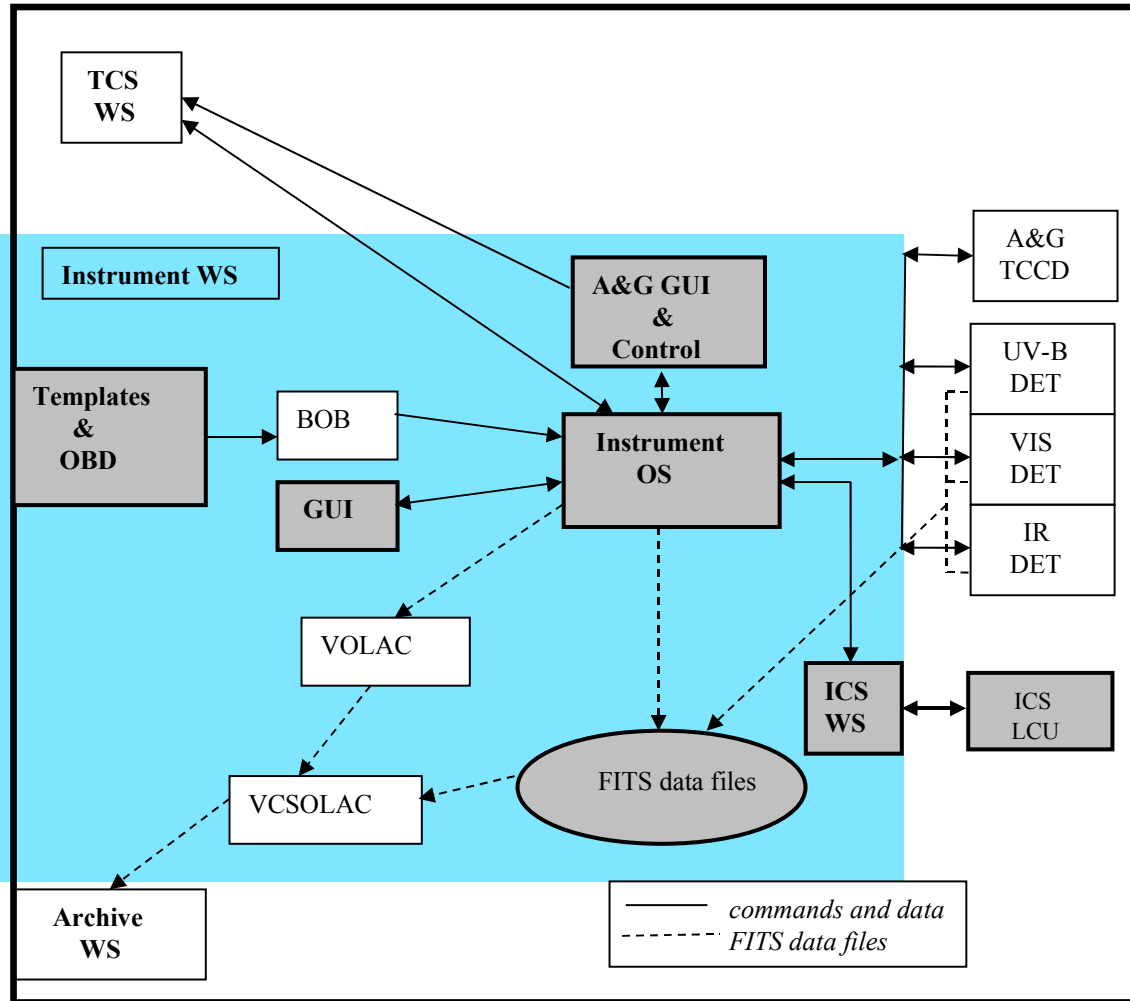 TCS
WS
A&G
TCCD
Instrument WS
A&G GUI
&
Control
UV-B
DET
Templates
&
OBD
BOB
Instrument
OS
VIS
DET
GUI
IR
DET
VOLAC
ICS
WS
ICS
LCU
FITS data files
VCSOLAC
Archive
WS
commands and data
FITS data files